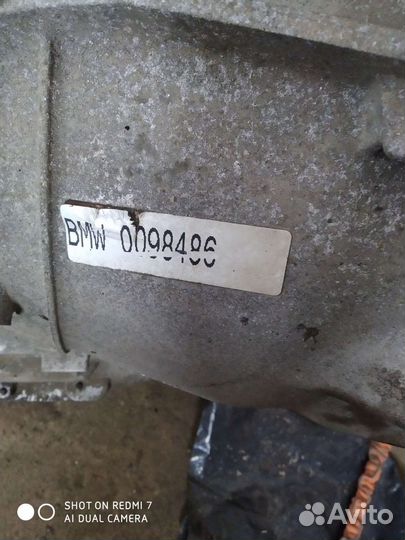 BMW 0098486
SHOT ON REDMI 7
AI DUAL CAMERA
Avito